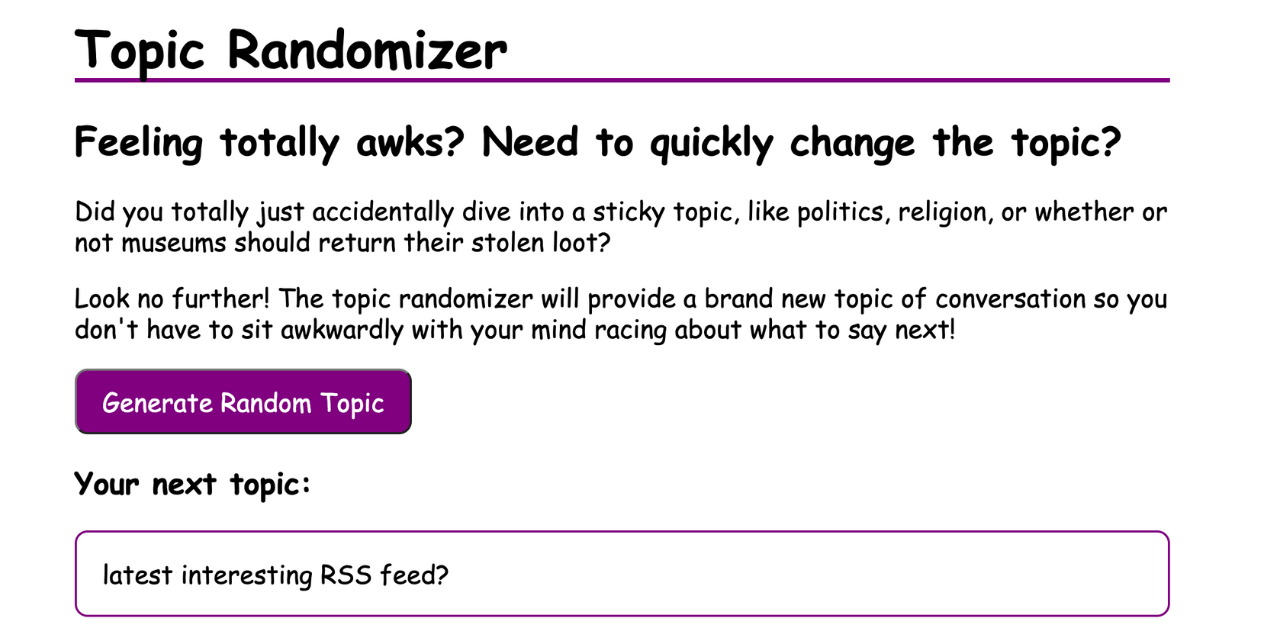 Topic Randomizer
Feeling totally awks? Need to quickly change the topic?
Did you totally just accidentally dive into a sticky topic, like politics, religion, or whether or
not museums should return their stolen loot?
Look no further! The topic randomizer will provide a brand new topic of conversation so you
don't have to sit awkwardly with your mind racing about what to say next!
Generate Random Topic
Your next topic:
latest interesting RSS feed?